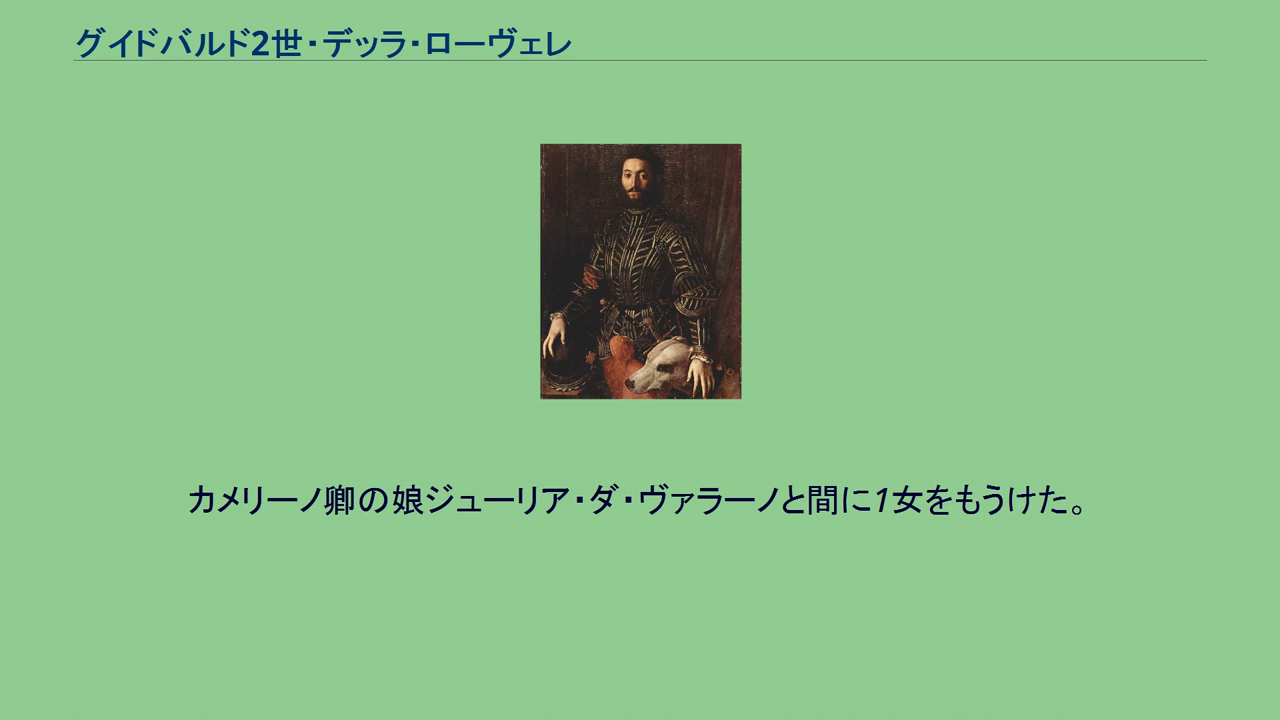 グイドバルド2世・デッラ・ローヴェレ
カメリーノ卿の娘ジューリア・ダ・ヴァラーノと間に1女をもうけた。